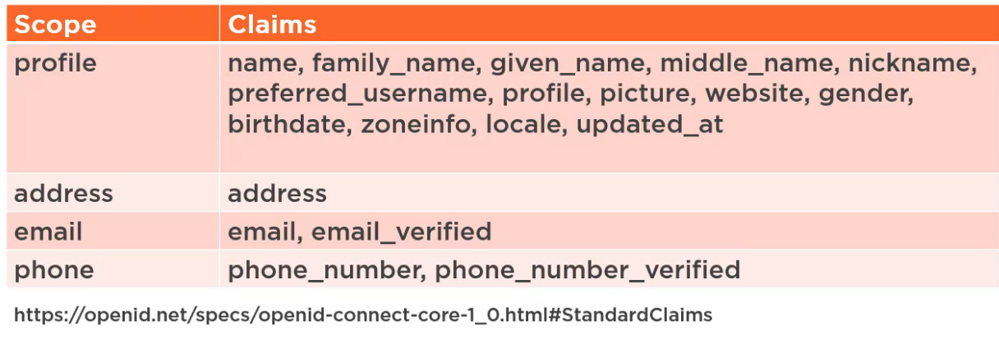 Scope Claims
profile name, family_name, given_name, middle_name, nickname,
preferred_username, profile, picture, website, gender,
birthdate, zoneinfo, locale, updated_at
address address
email email, email_verified
phone phone_number, phone_number_verified
https://openid.net/specs/openid-connect-core-1_0.html#StandardClaims